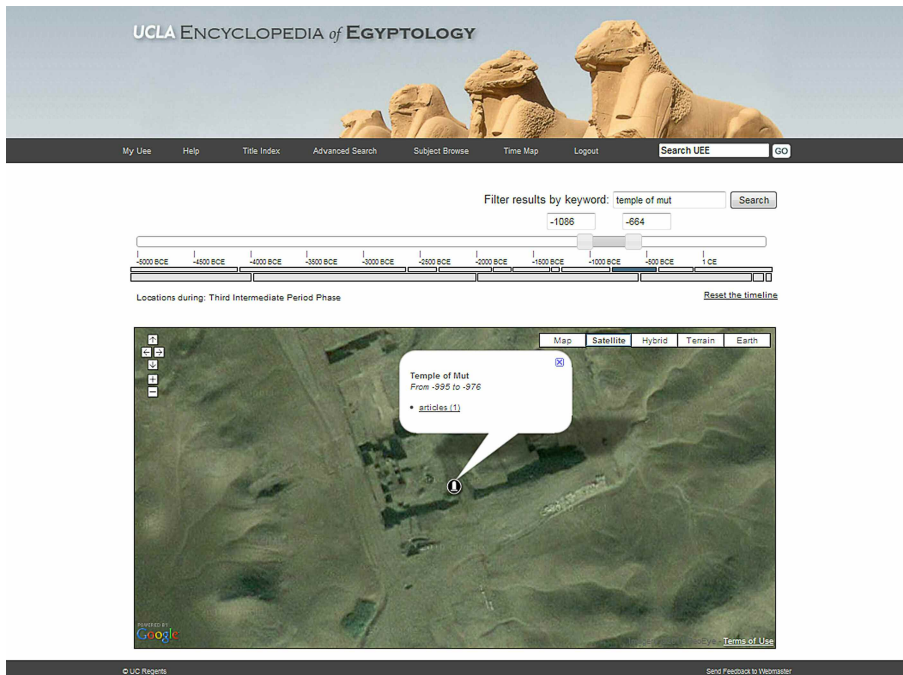 UCLA ENCYCLOPEDIA of EGYPTOLOGY
My Uee Help Title Index Advanced Search Subject Browse Time Map Logout Search UEE GO
Filter results by keyword: temple of mut Search
-1086 -664
-5000 BCE -4500 BCE -4000 BCE -3500 BCE -3000 BCE -2500 BCE -2000 BCE -1500 BCE -1000 BCE -500 BCE 1 CE
Locations during: Third Intermediate Period Phase Reset the timeline
Map Satellite Hybrid Terrain Earth
Temple of Mut
From -995 to -976
articles (1)
POWERED BY
Google
Terms of Use
© UC Regents Send Feedback to Webmaster